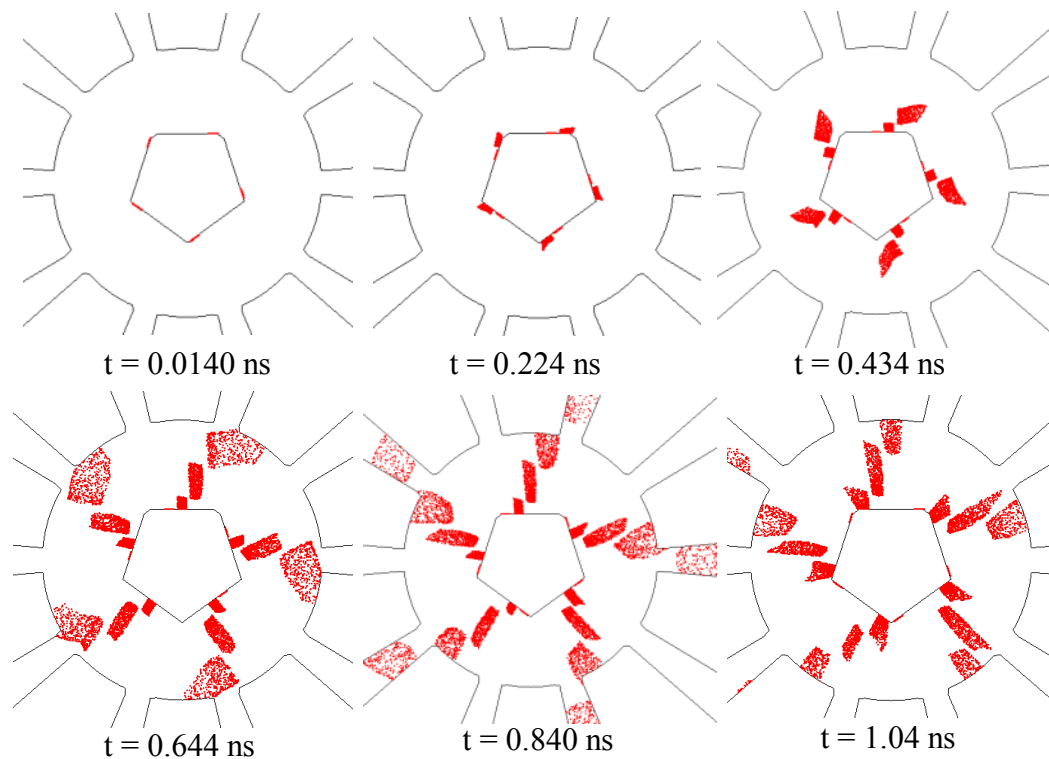 t = 0.0140 ns
t = 0.224 ns
t = 0.434 ns
t = 0.644 ns
t = 0.840 ns
t = 1.04 ns